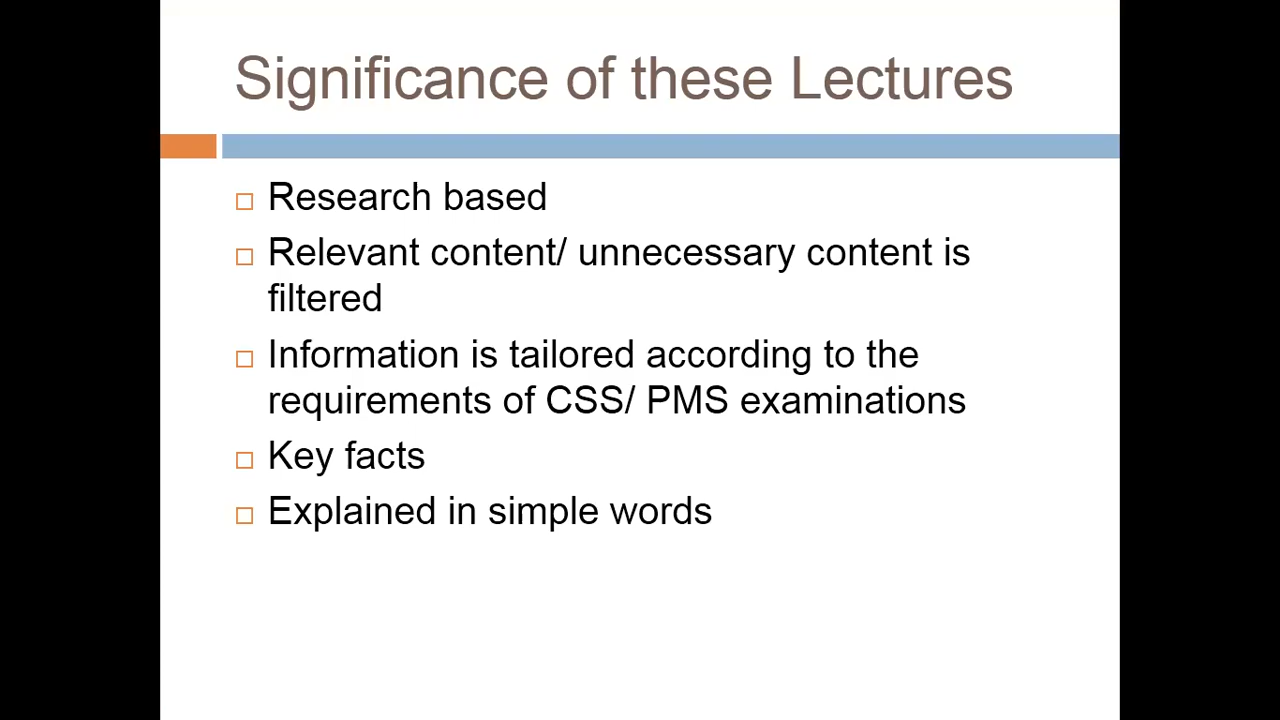 Significance of these Lectures
Research based
Relevant content/ unnecessary content is
filtered
Information is tailored according to the
requirements of CSS/ PMS examinations
Key facts
Explained in simple words